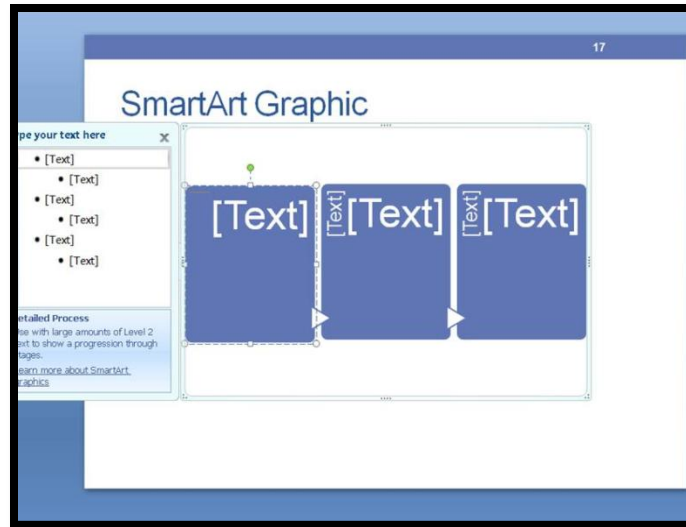 17
SmartArt Graphic
pe your text here
[Text]
[Text]
[Text]
[Text]
[Text]
[Text]
[Text]
[Text] [Text]
[Text] [Text]
etailed Process
se with large amounts of Level 2
ext to show a progression through
tages.
earn more about SmartArt
raphics